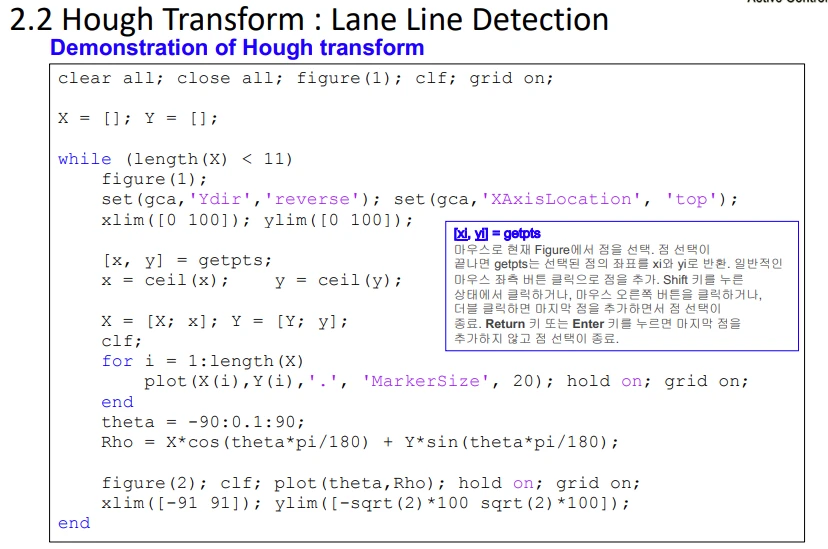 2.2 Hough Transform : Lane Line Detection
Demonstration of Hough transform
clear all; close all; figure(1); clf; grid on;
X = []; Y = [];
while (length(X) < 11)
figure(1);
set(gca,'Ydir','reverse'); set(gca,'XAxisLocation', 'top');
xlim([0 100]); ylim([0 100]);
[x, y] = getpts;
x = ceil(x); y = ceil(y);
X = [X; x]; Y = [Y; y];
clf;
for i = 1:length(X)
plot(X(i),Y(i),'.', 'MarkerSize', 20); hold on; grid on;
end
theta = -90:0.1:90;
Rho = X*cos(theta*pi/180) + Y*sin(theta*pi/180);
figure(2); clf; plot(theta,Rho); hold on; grid on;
xlim([-91 91]); ylim([-sqrt(2)*100 sqrt(2)*100]);
end
[xi, yi] = getpts
마우스로 현재 Figure에서 점을 선택. 점 선택이
끝나면 getpts는 선택된 점의 좌표를 xi와 yi로 반환. 일반적인
마우스 좌측 버튼 클릭으로 점을 추가. Shift 키를 누른
상태에서 클릭하거나, 마우스 오른쪽 버튼을 클릭하거나,
더블 클릭하면 마지막 점을 추가하면서 점 선택이
종료. Return 키 또는 Enter 키를 누르면 마지막 점을
추가하지 않고 점 선택이 종료.